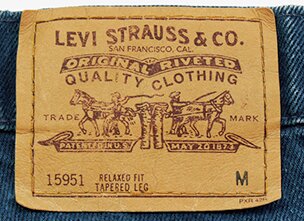 LEVI STRAUSS & CO.
SAN FRANCISCO, CAL.
ORIGINAL RIVETED
QUALITY CLOTHING
TRADE MARK
PATENTED IN U.S. MAY 20 1873
15951 RELAXED FIT M
TAPERED LEG